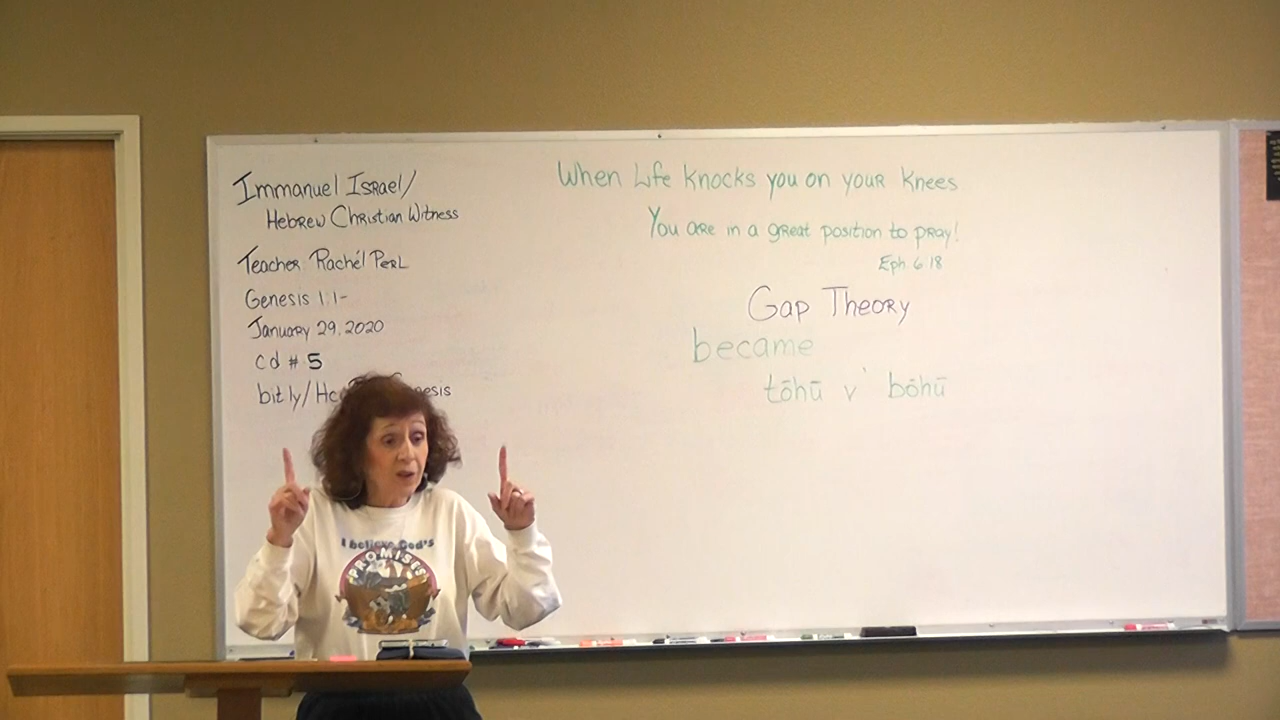 Immanuel Israel/
Hebrew Christian Witness
Teacher Rachél Perl
Genesis 1:1-
January 29, 2020
cd # 5
bit.ly/Hc
When Life Knocks you on your Knees
You are in a great position to pray!
Eph 6:18
Gap Theory
became
tōhū v' bōhū
I believe God's
PROMISES